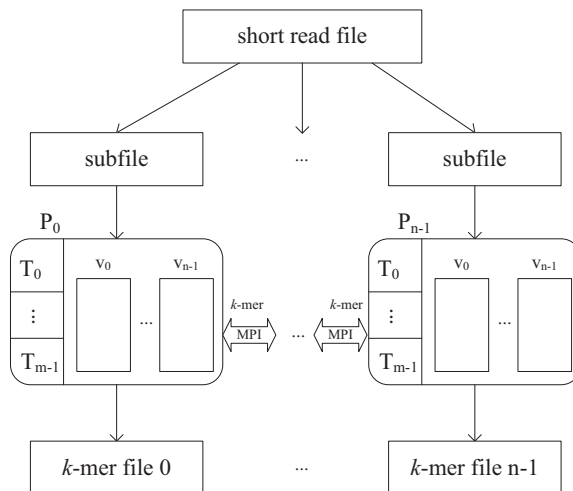 short read file
subfile ... subfile
P0 Pn-1
T0 v0 vn-1 T0 v0 vn-1
k-mer k-mer
⋮ ... MPI ... MPI ⋮ ...
Tm-1 Tm-1
k-mer file 0 ... k-mer file n-1